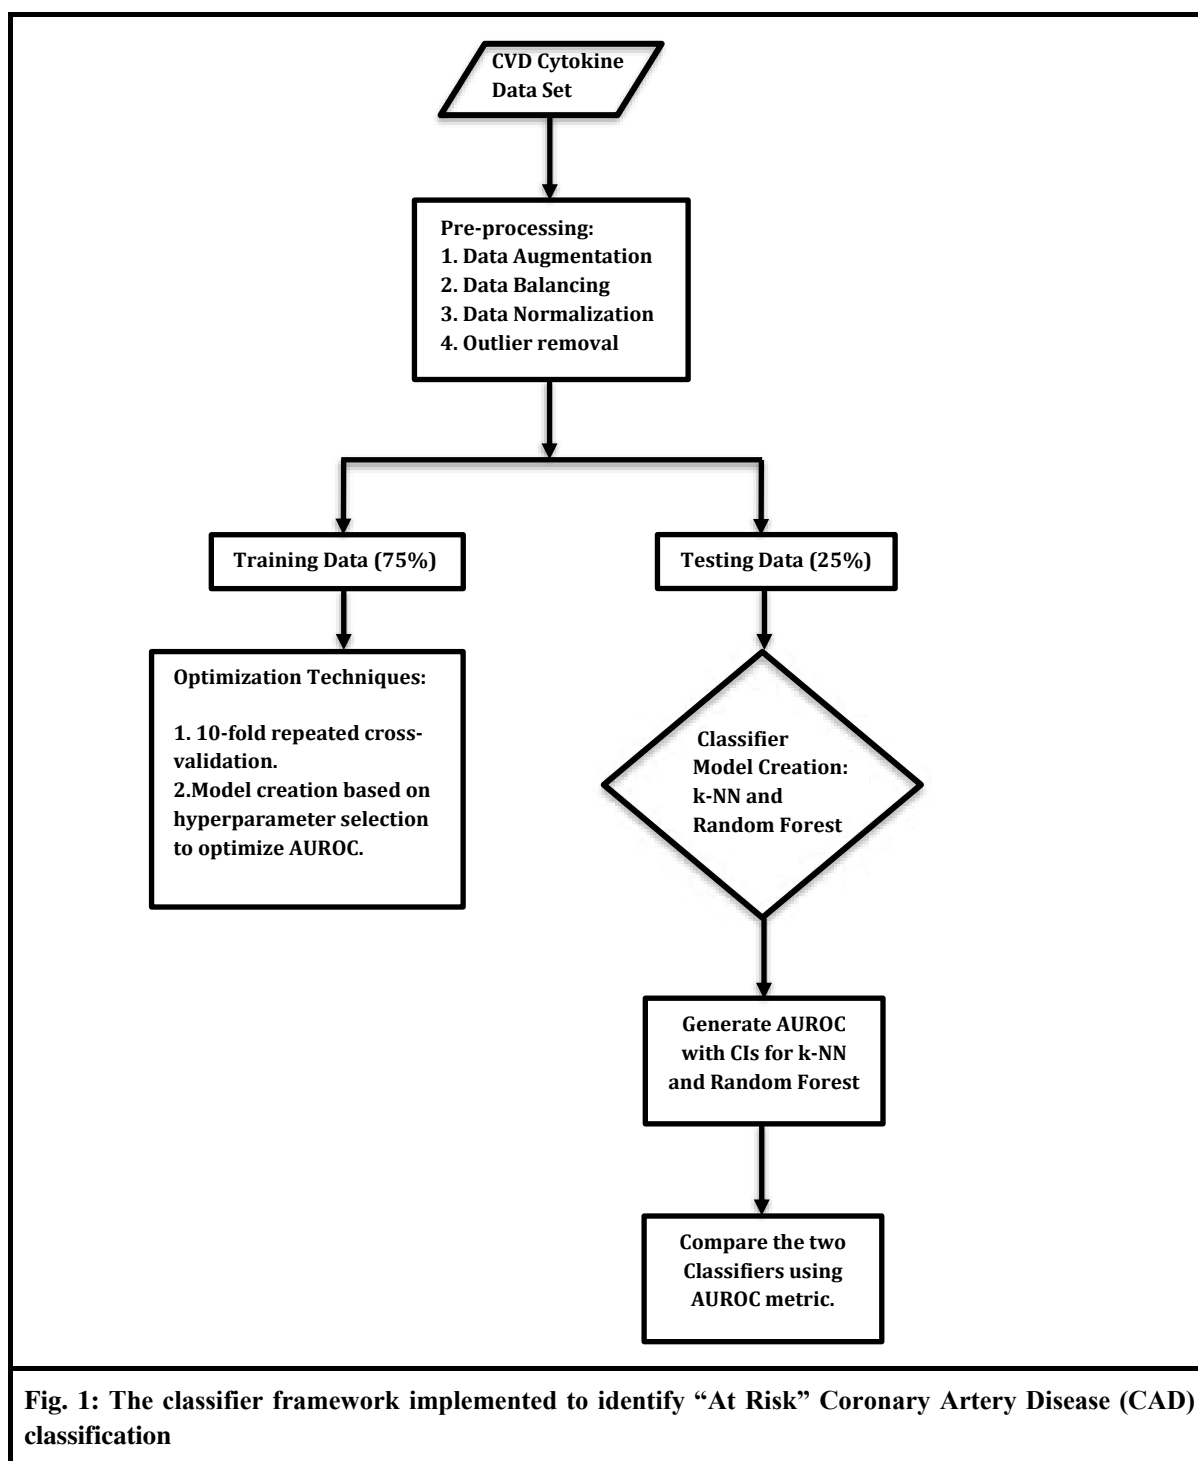 CVD Cytokine
Data Set
Pre-processing:
1. Data Augmentation
2. Data Balancing
3. Data Normalization
4. Outlier removal
Training Data (75%)
Testing Data (25%)
Optimization Techniques:
1. 10-fold repeated cross-
validation.
2.Model creation based on
hyperparameter selection
to optimize AUROC.
Classifier
Model Creation:
k-NN and
Random Forest
Generate AUROC
with CIs for k-NN
and Random Forest
Compare the two
Classifiers using
AUROC metric.
Fig. 1: The classifier framework implemented to identify “At Risk” Coronary Artery Disease (CAD)
classification